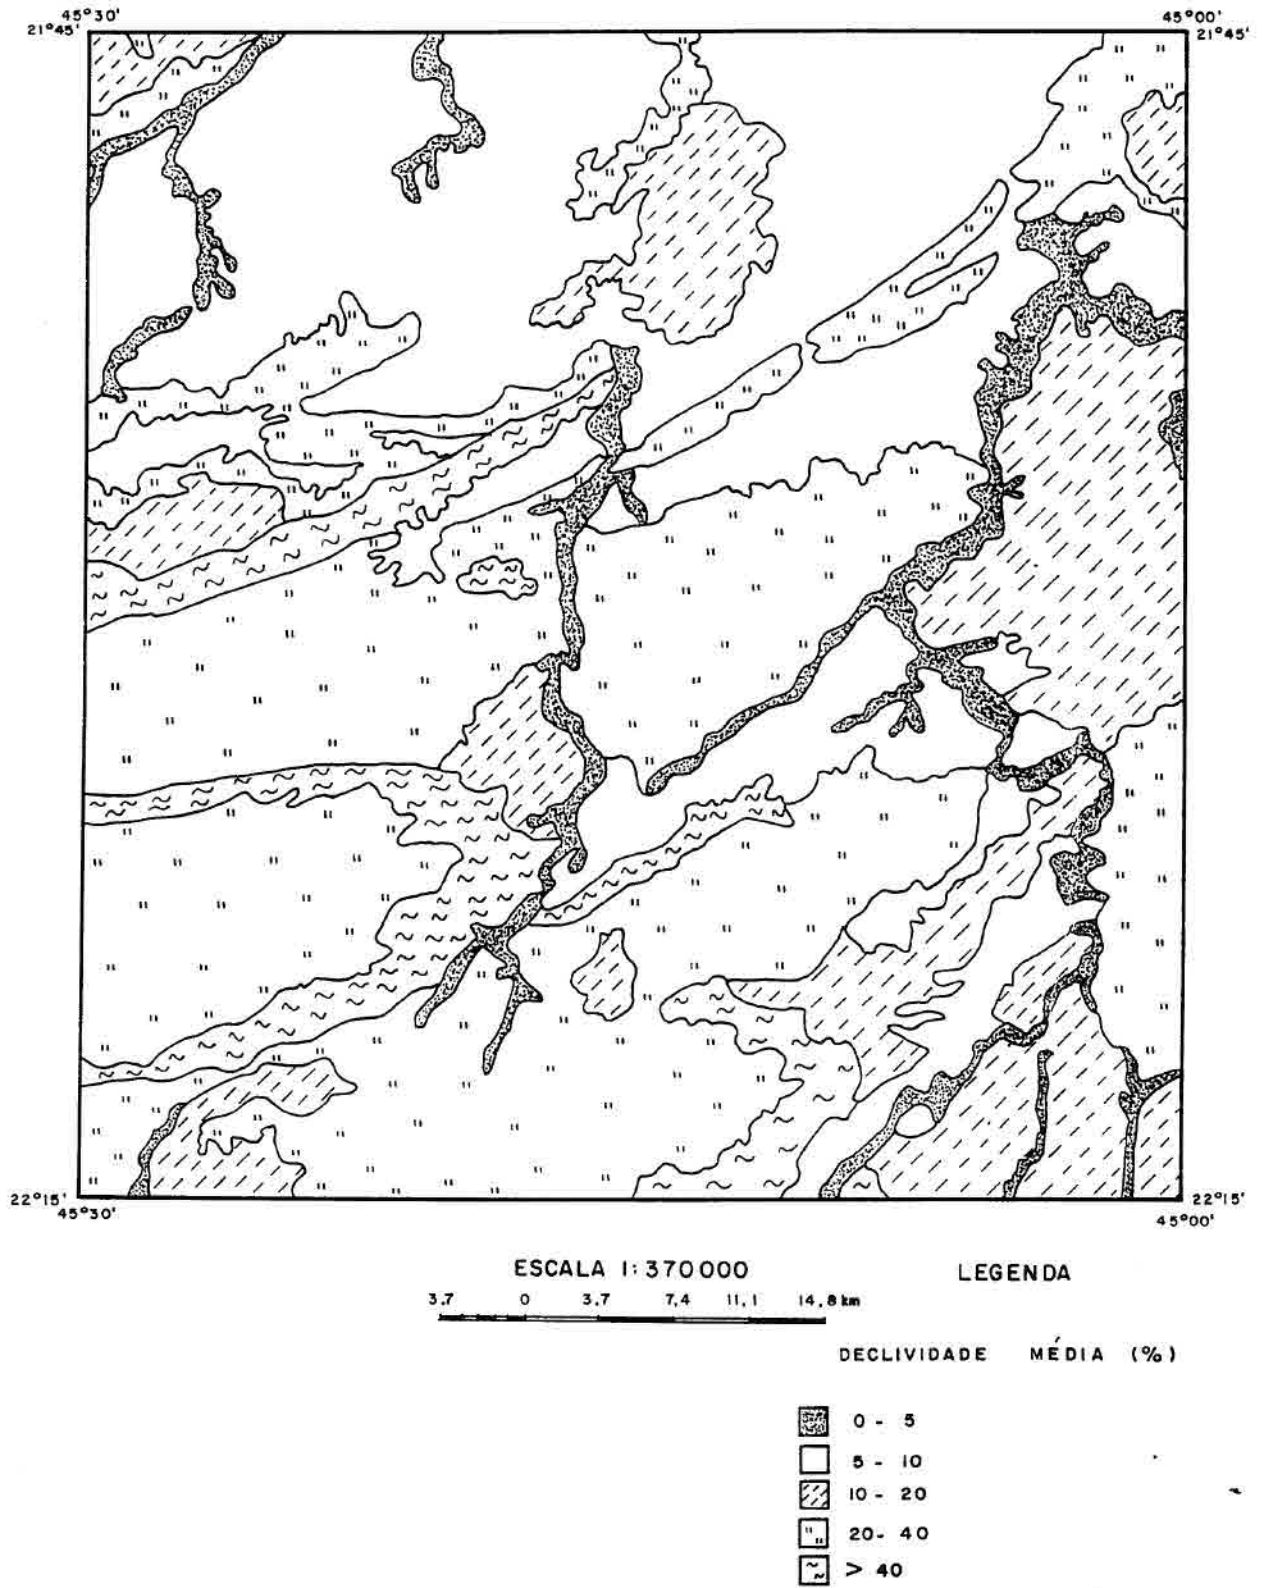 45°30' 45°00'
21°45' 21°45'
22°15' 22°15'
45°30' 45°00'
ESCALA 1:370000
3.7 0 3.7 7,4 11,1 14,8 km
LEGENDA
DECLIVIDADE MÉDIA (%)
0 - 5
5 - 10
10 - 20
20- 40
> 40